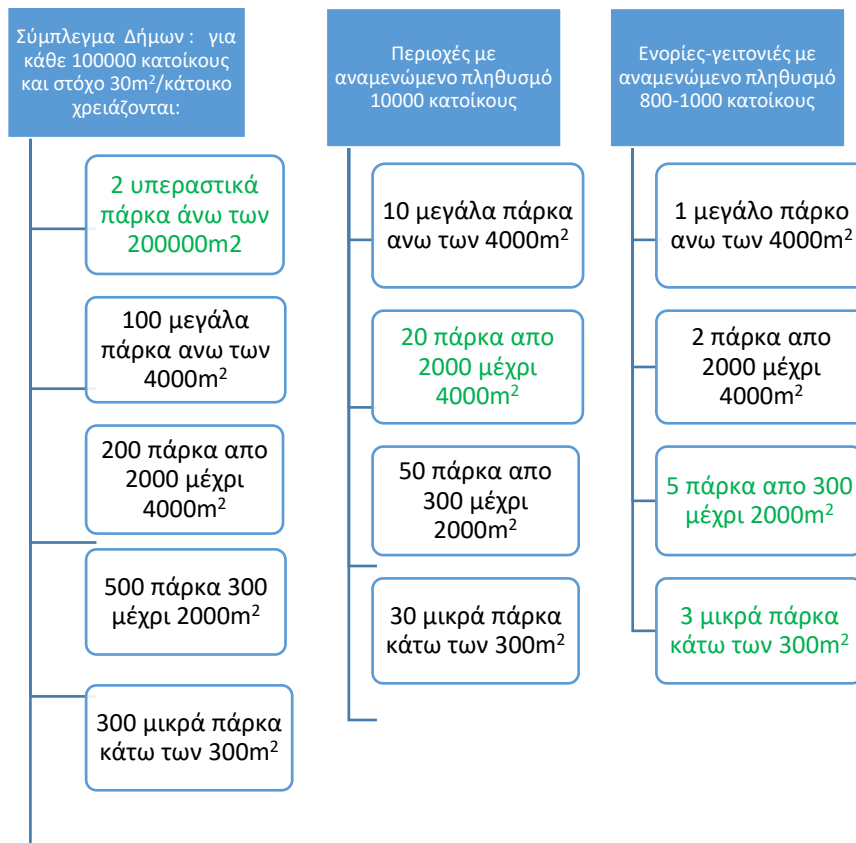 Σύμπλεγμα Δήμων : για
κάθε 100000 κατοίκους
και στόχο 30m²/κάτοικο
χρειάζονται:
2 υπεραστικά
πάρκα άνω των
200000m2
100 μεγάλα
πάρκα ανω των
4000m²
200 πάρκα απο
2000 μέχρι
4000m²
500 πάρκα 300
μέχρι 2000m²
300 μικρά πάρκα
κάτω των 300m²
Περιοχές με
αναμενώμενο πληθυσμό
10000 κατοίκους
10 μεγάλα πάρκα
ανω των 4000m²
20 πάρκα απο
2000 μέχρι
4000m²
50 πάρκα απο
300 μέχρι
2000m²
30 μικρά πάρκα
κάτω των 300m²
Ενορίες-γειτονιές με
αναμενώμενο πληθυσμό
800-1000 κατοίκους
1 μεγάλο πάρκο
ανω των 4000m²
2 πάρκα απο
2000 μέχρι
4000m²
5 πάρκα απο 300
μέχρι 2000m²
3 μικρά πάρκα
κάτω των 300m²